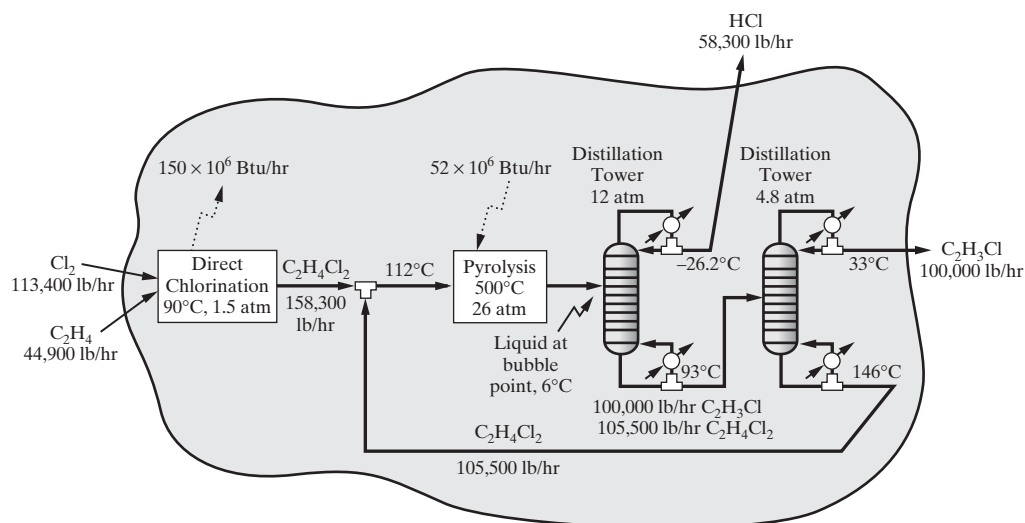 HCl
58,300 lb/hr
150 × 10⁶ Btu/hr
52 × 10⁶ Btu/hr
Distillation
Tower
12 atm
Distillation
Tower
4.8 atm
Cl₂
113,400 lb/hr
C₂H₄
44,900 lb/hr
Direct
Chlorination
90°C, 1.5 atm
C₂H₄Cl₂
158,300
lb/hr
112°C
Pyrolysis
500°C
26 atm
Liquid at
bubble
point, 6°C
–26.2°C
33°C
C₂H₃Cl
100,000 lb/hr
93°C
146°C
100,000 lb/hr C₂H₃Cl
105,500 lb/hr C₂H₄Cl₂
C₂H₄Cl₂
105,500 lb/hr